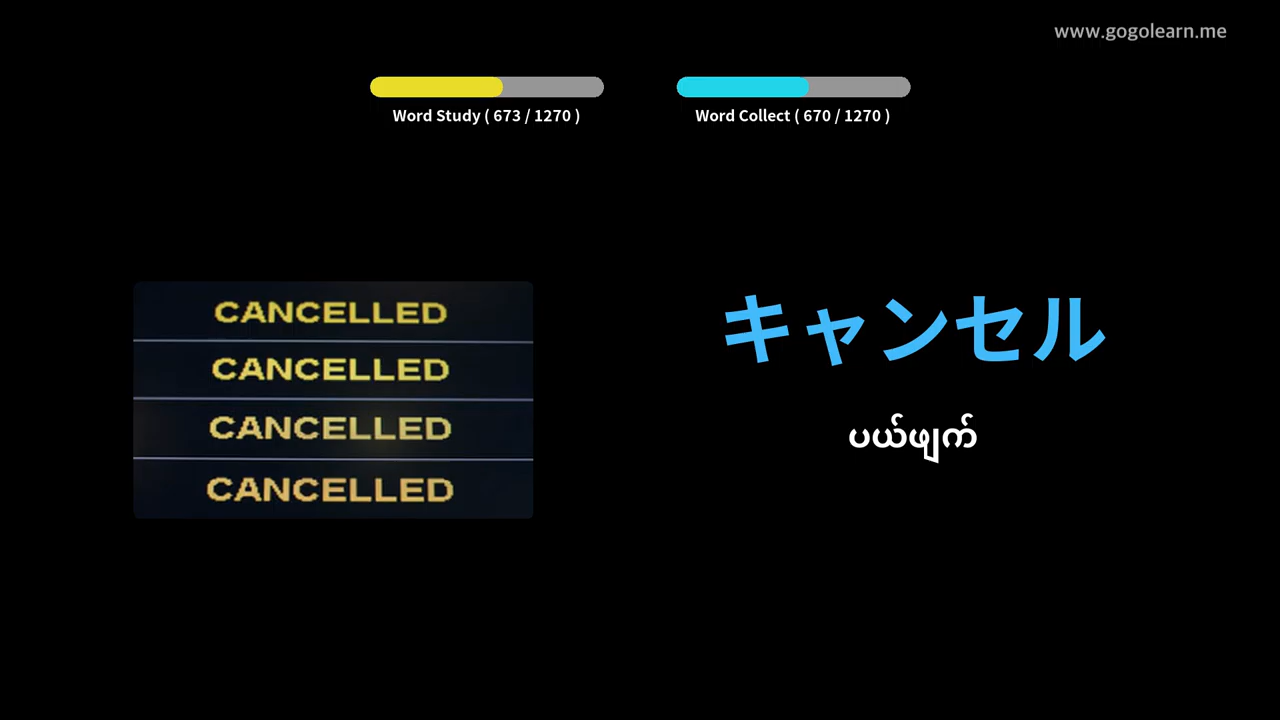 www.gogolearn.me
Word Study ( 673 / 1270 )
Word Collect ( 670 / 1270 )
CANCELLED
CANCELLED
CANCELLED
CANCELLED
キャンセル
ပယ်ဖျက်